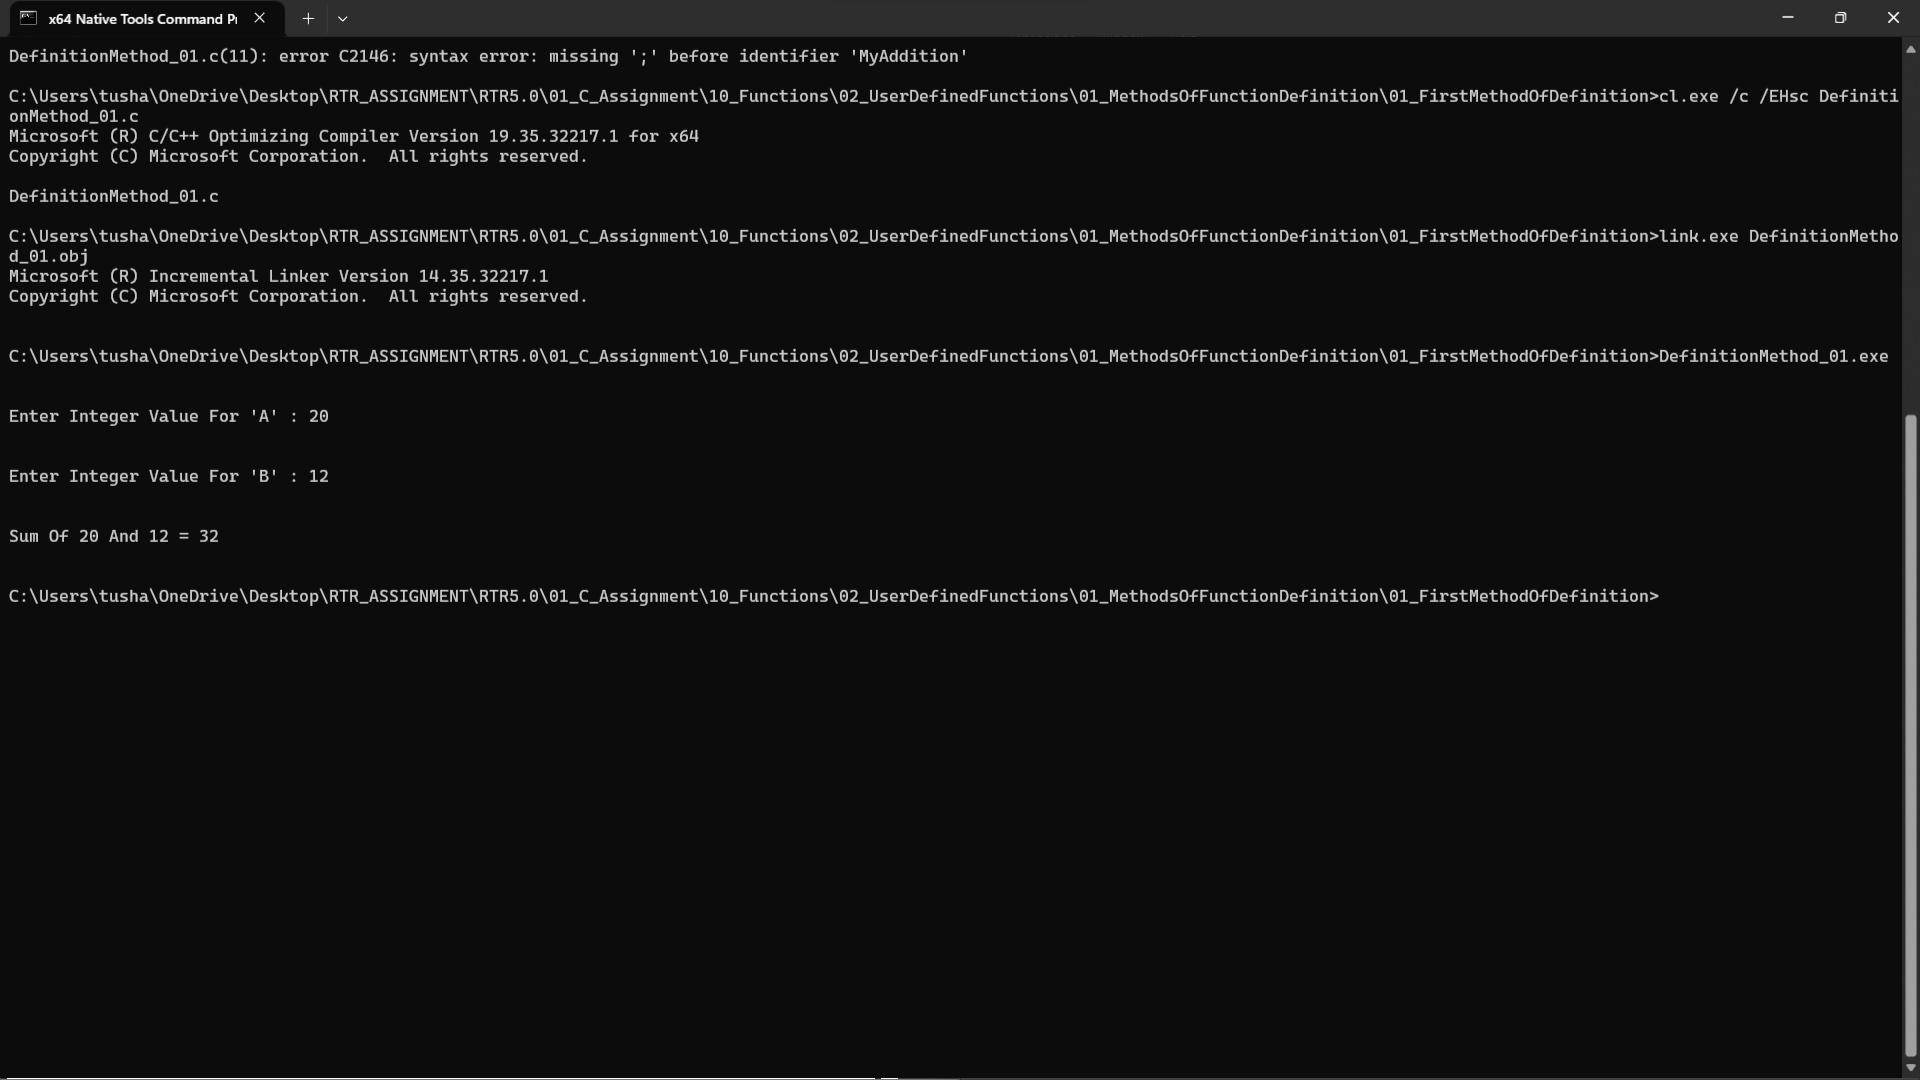 x64 Native Tools Command P
DefinitionMethod_01.c(11): error C2146: syntax error: missing ';' before identifier 'MyAddition'
C:\Users\tusha\OneDrive\Desktop\RTR_ASSIGNMENT\RTR5.0\01_C_Assignment\10_Functions\02_UserDefinedFunctions\01_MethodsOfFunctionDefinition\01_FirstMethodOfDefinition>cl.exe /c /EHsc Definiti
onMethod_01.c
Microsoft (R) C/C++ Optimizing Compiler Version 19.35.32217.1 for x64
Copyright (C) Microsoft Corporation.  All rights reserved.
DefinitionMethod_01.c
C:\Users\tusha\OneDrive\Desktop\RTR_ASSIGNMENT\RTR5.0\01_C_Assignment\10_Functions\02_UserDefinedFunctions\01_MethodsOfFunctionDefinition\01_FirstMethodOfDefinition>link.exe DefinitionMetho
d_01.obj
Microsoft (R) Incremental Linker Version 14.35.32217.1
Copyright (C) Microsoft Corporation.  All rights reserved.
C:\Users\tusha\OneDrive\Desktop\RTR_ASSIGNMENT\RTR5.0\01_C_Assignment\10_Functions\02_UserDefinedFunctions\01_MethodsOfFunctionDefinition\01_FirstMethodOfDefinition>DefinitionMethod_01.exe
Enter Integer Value For 'A' : 20
Enter Integer Value For 'B' : 12
Sum Of 20 And 12 = 32
C:\Users\tusha\OneDrive\Desktop\RTR_ASSIGNMENT\RTR5.0\01_C_Assignment\10_Functions\02_UserDefinedFunctions\01_MethodsOfFunctionDefinition\01_FirstMethodOfDefinition>